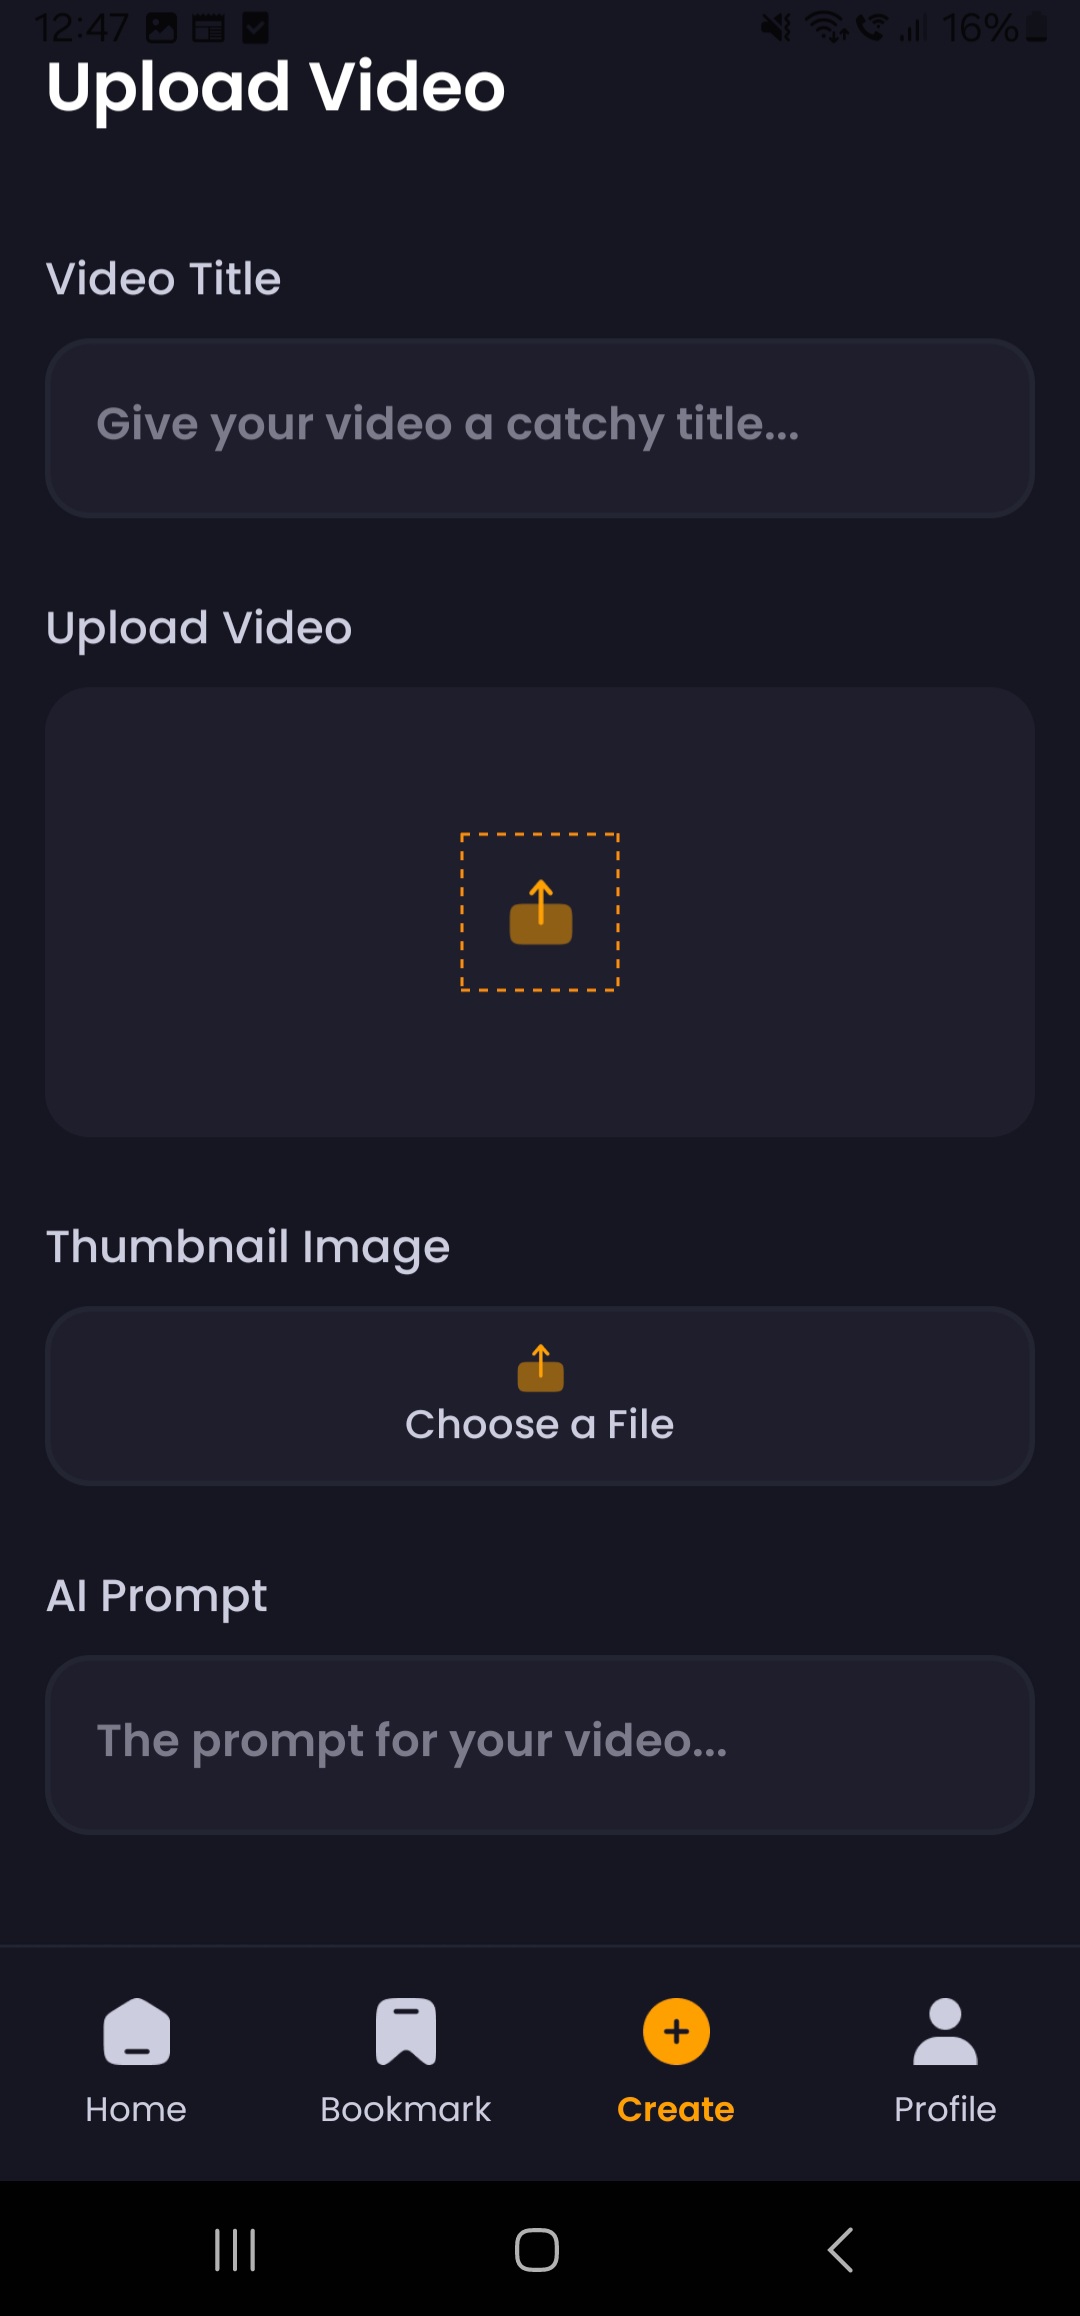 12:47 16%
Upload Video
Video Title
Give your video a catchy title...
Upload Video
Thumbnail Image
Choose a File
AI Prompt
The prompt for your video...
Home Bookmark Create Profile